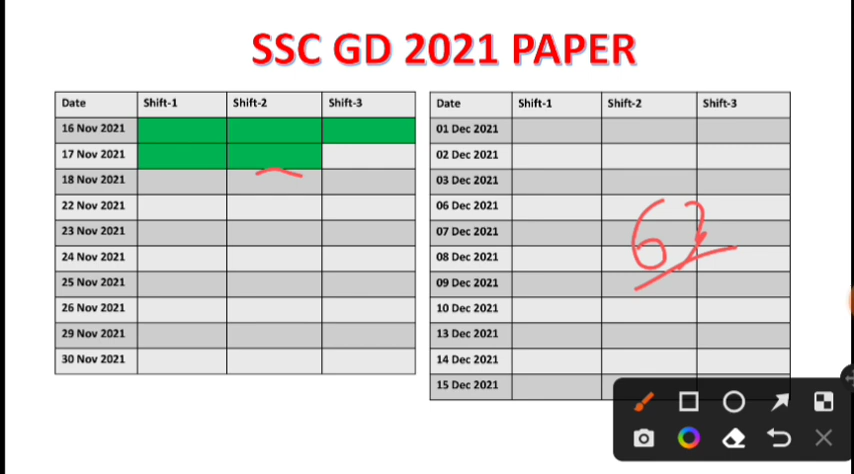 SSC GD 2021 PAPER
Date Shift-1 Shift-2 Shift-3
16 Nov 2021
17 Nov 2021
18 Nov 2021
22 Nov 2021
23 Nov 2021
24 Nov 2021
25 Nov 2021
26 Nov 2021
29 Nov 2021
30 Nov 2021
Date Shift-1 Shift-2 Shift-3
01 Dec 2021
02 Dec 2021
03 Dec 2021
06 Dec 2021
07 Dec 2021
08 Dec 2021
09 Dec 2021
10 Dec 2021
13 Dec 2021
14 Dec 2021
15 Dec 2021
63